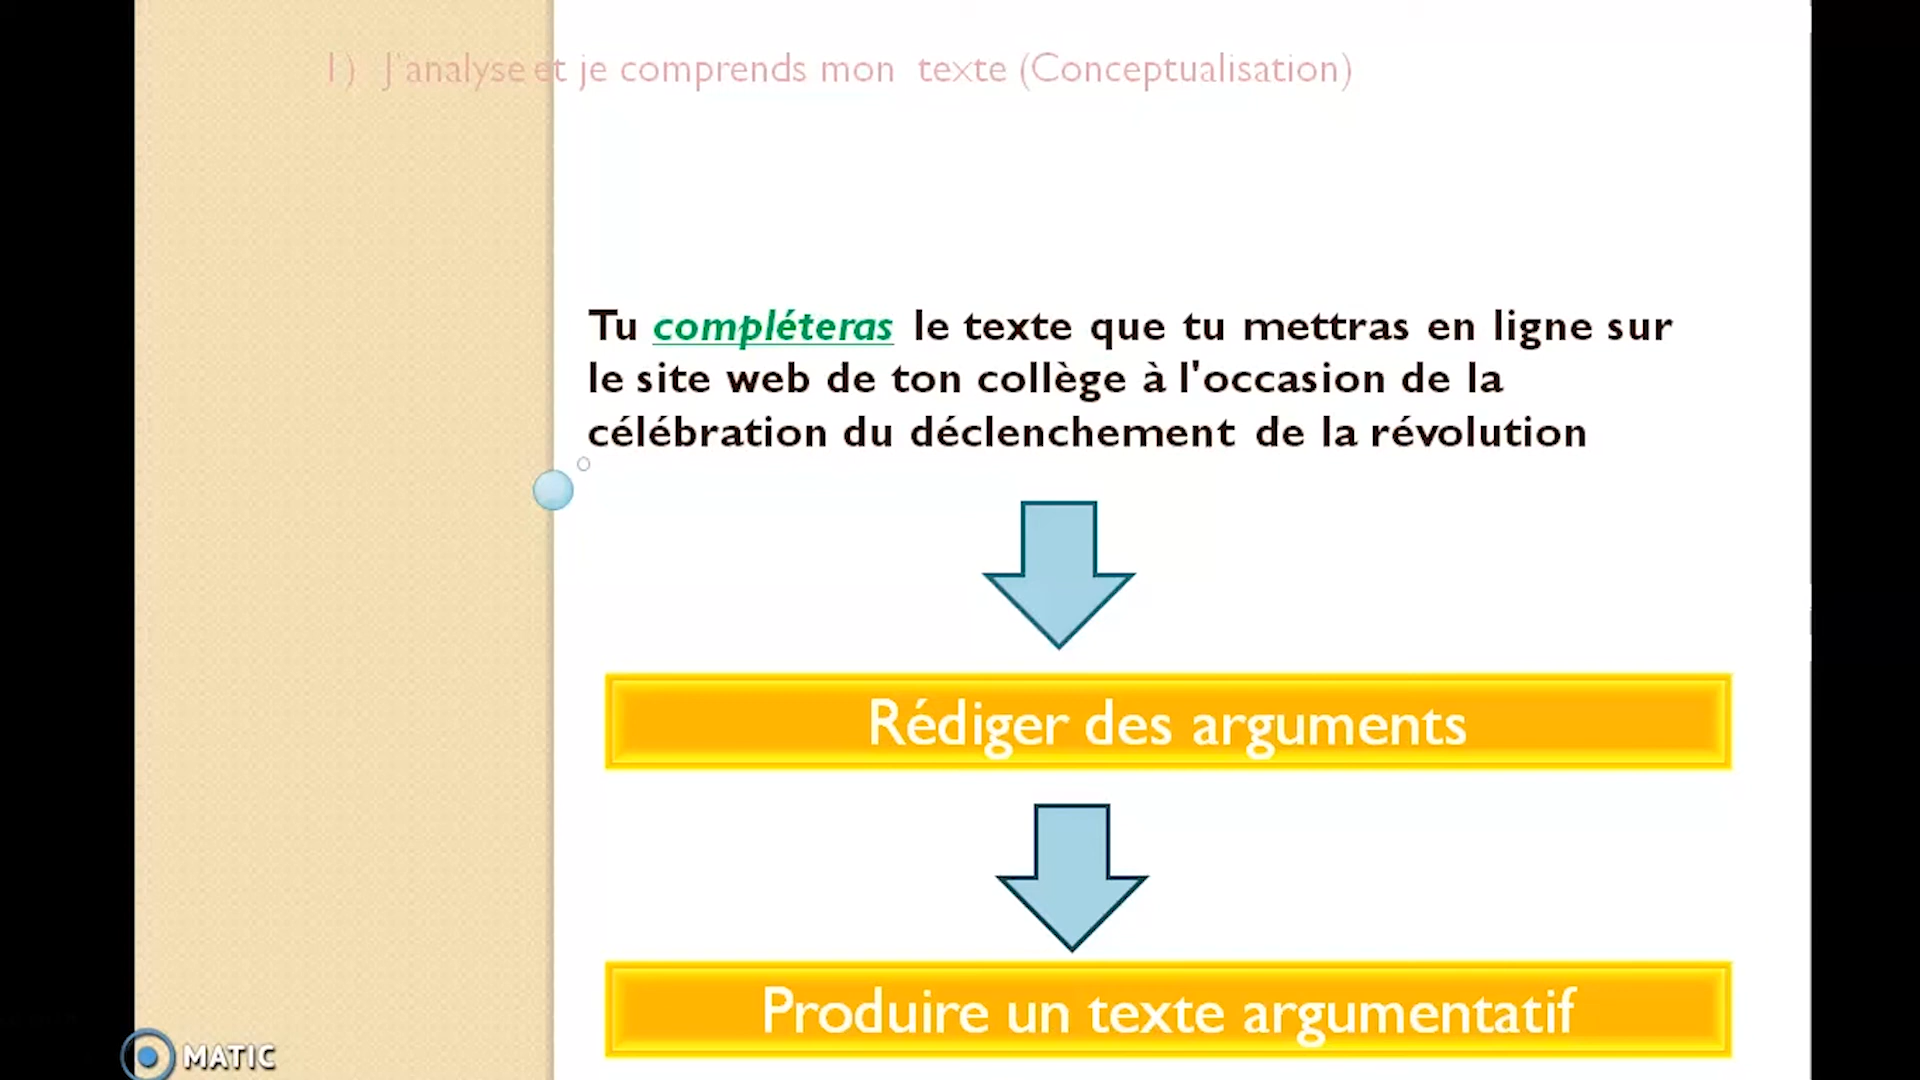 1) J'analyse et je comprends mon texte (Conceptualisation)
Tu compléteras le texte que tu mettras en ligne sur
le site web de ton collège à l'occasion de la
célébration du déclenchement de la révolution
Rédiger des arguments
Produire un texte argumentatif
MATIC